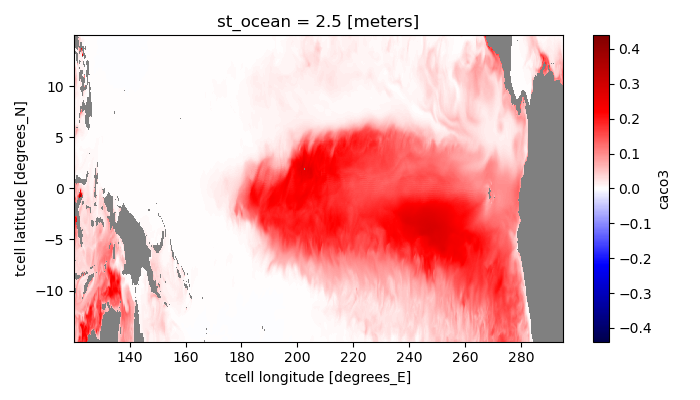 st_ocean = 2.5 [meters]
10
5
0
−5
−10
tcell latitude [degrees_N]
140 160 180 200 220 240 260 280
tcell longitude [degrees_E]
0.4
0.3
0.2
0.1
0.0
−0.1
−0.2
−0.3
−0.4
caco3